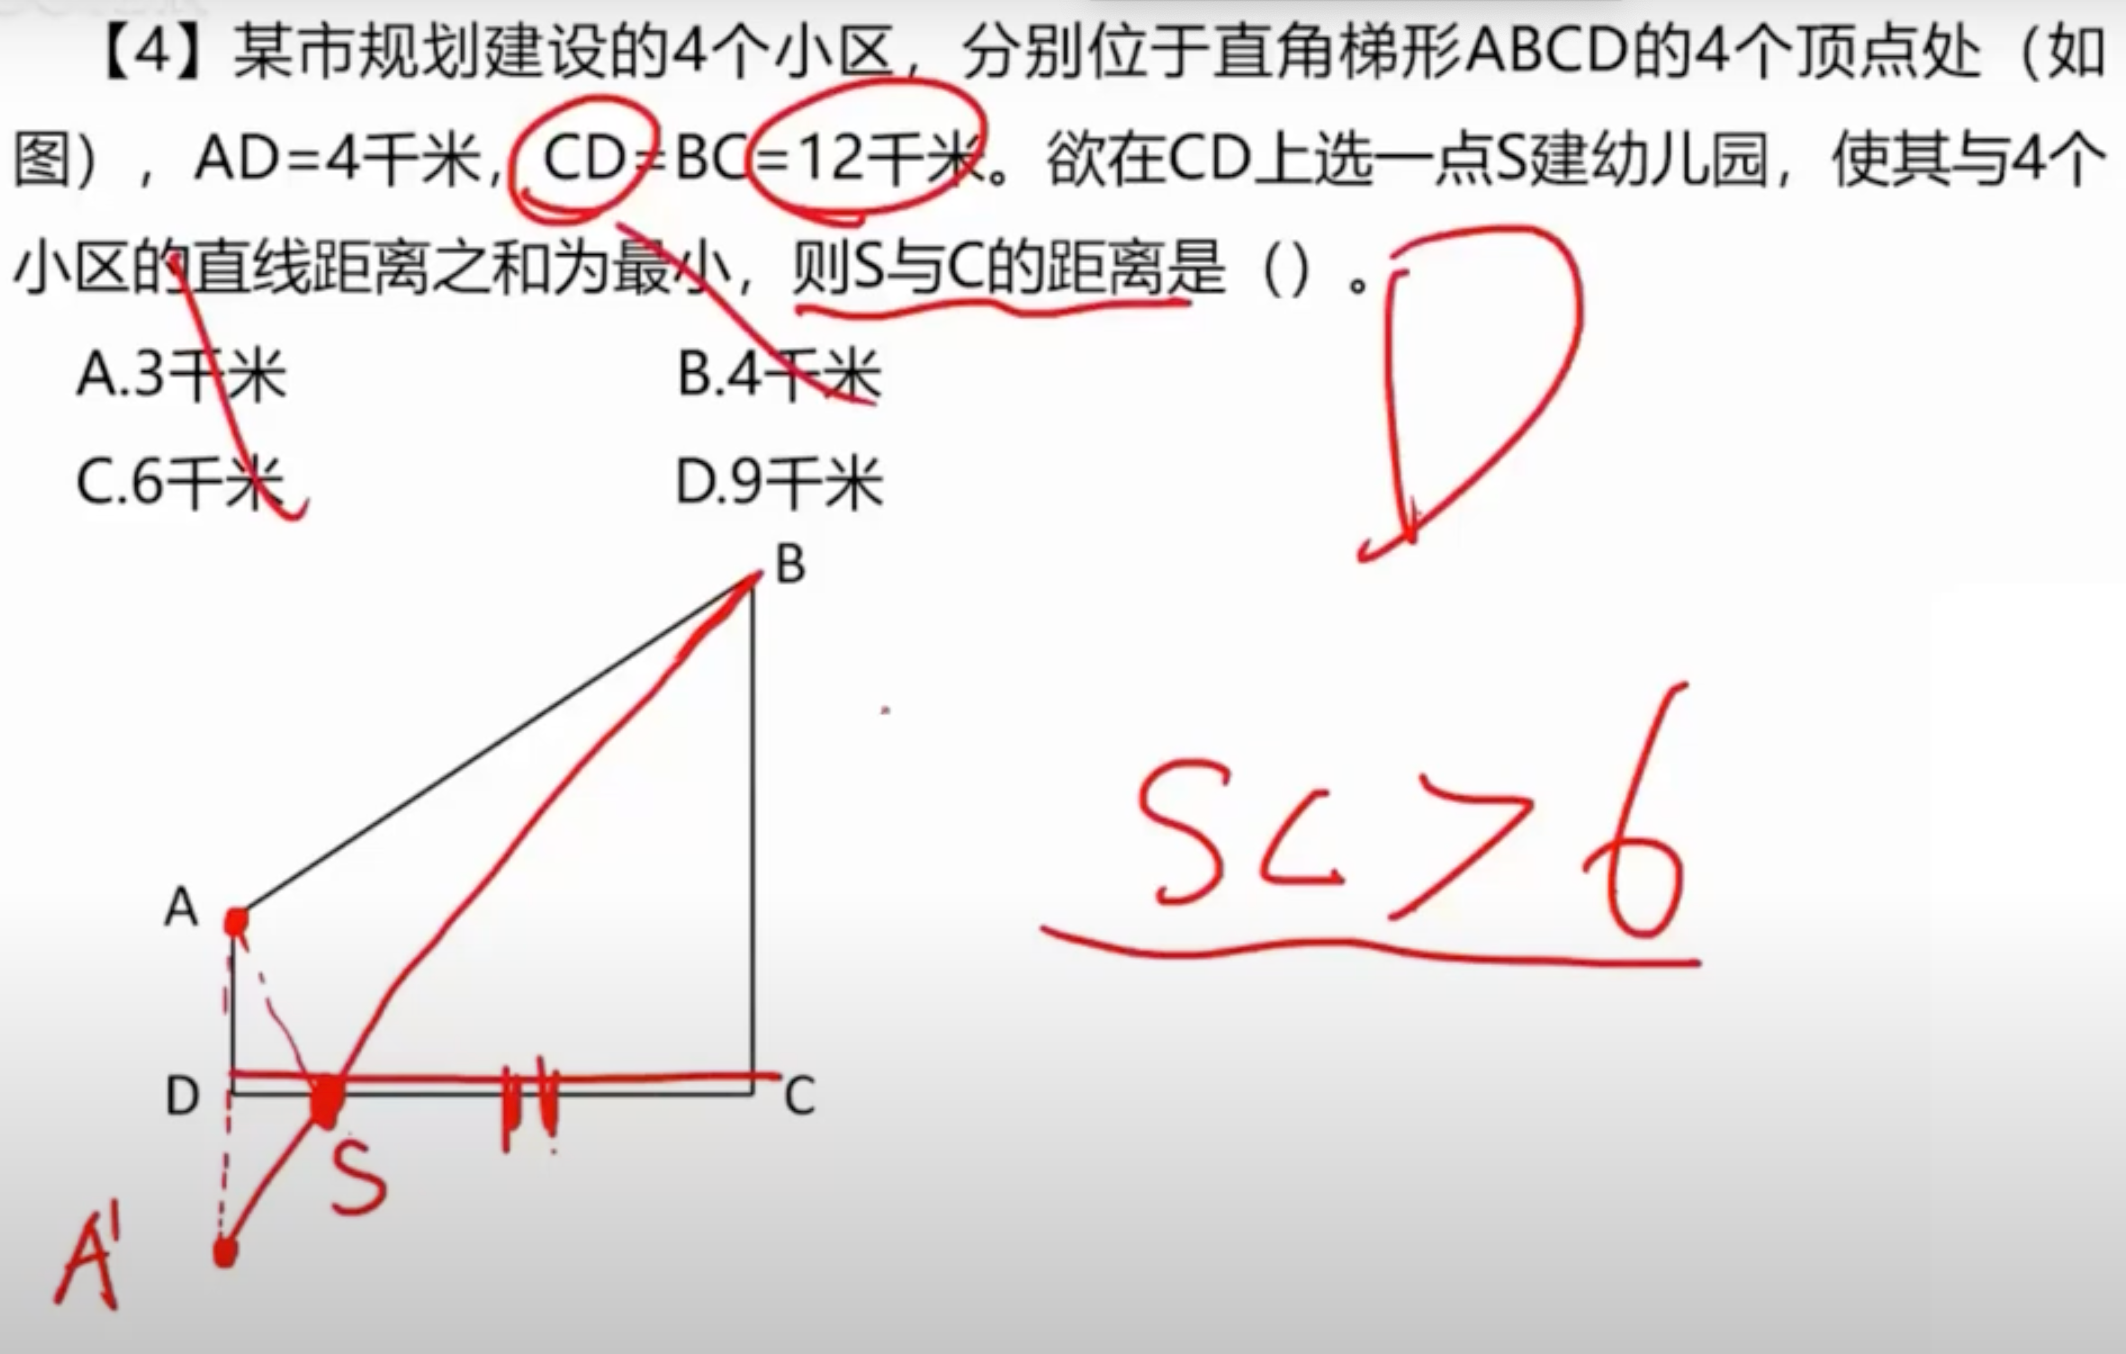 【4】某市规划建设的4个小区，分别位于直角梯形ABCD的4个顶点处（如
图），AD=4千米，CD=BC=12千米。欲在CD上选一点S建幼儿园，使其与4个
小区的直线距离之和为最小，则S与C的距离是（）。
A.3千米 B.4千米
C.6千米 D.9千米
D
B
SC>6
A
D
C
S
A'